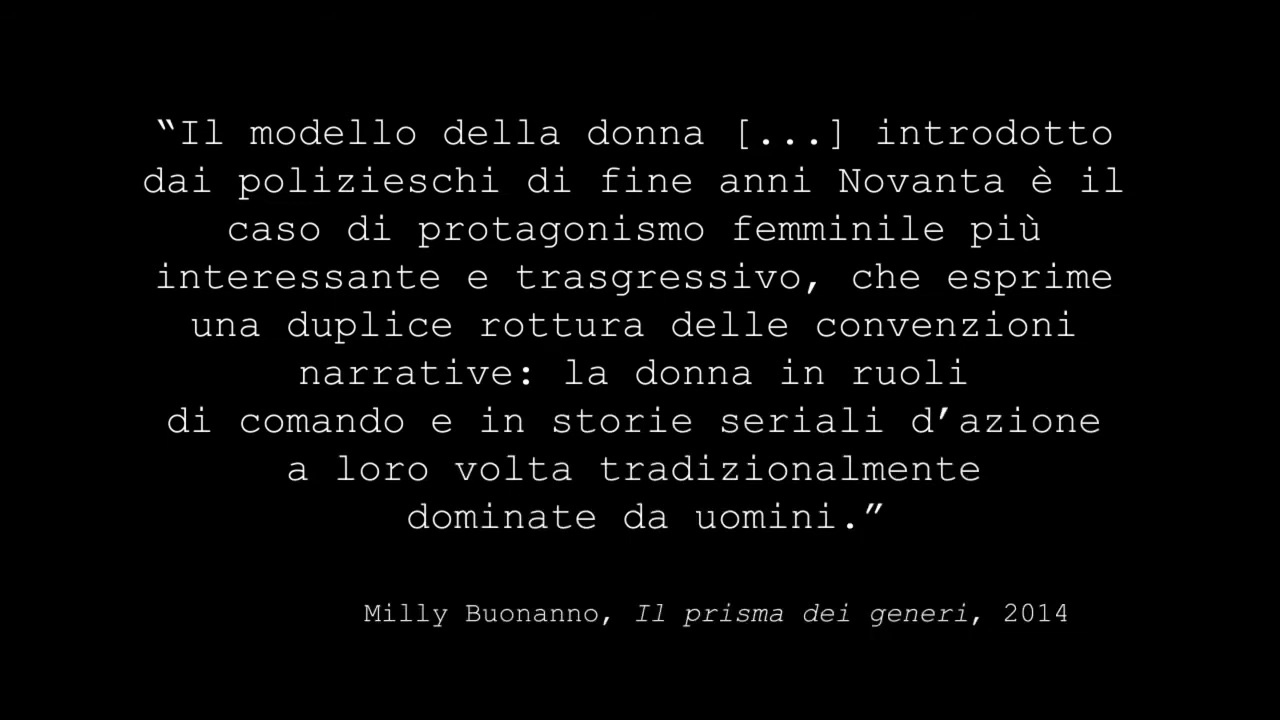 “Il modello della donna [...] introdotto
dai polizieschi di fine anni Novanta è il
caso di protagonismo femminile più
interessante e trasgressivo, che esprime
una duplice rottura delle convenzioni
narrative: la donna in ruoli
di comando e in storie seriali d’azione
a loro volta tradizionalmente
dominate da uomini.”
Milly Buonanno, Il prisma dei generi, 2014